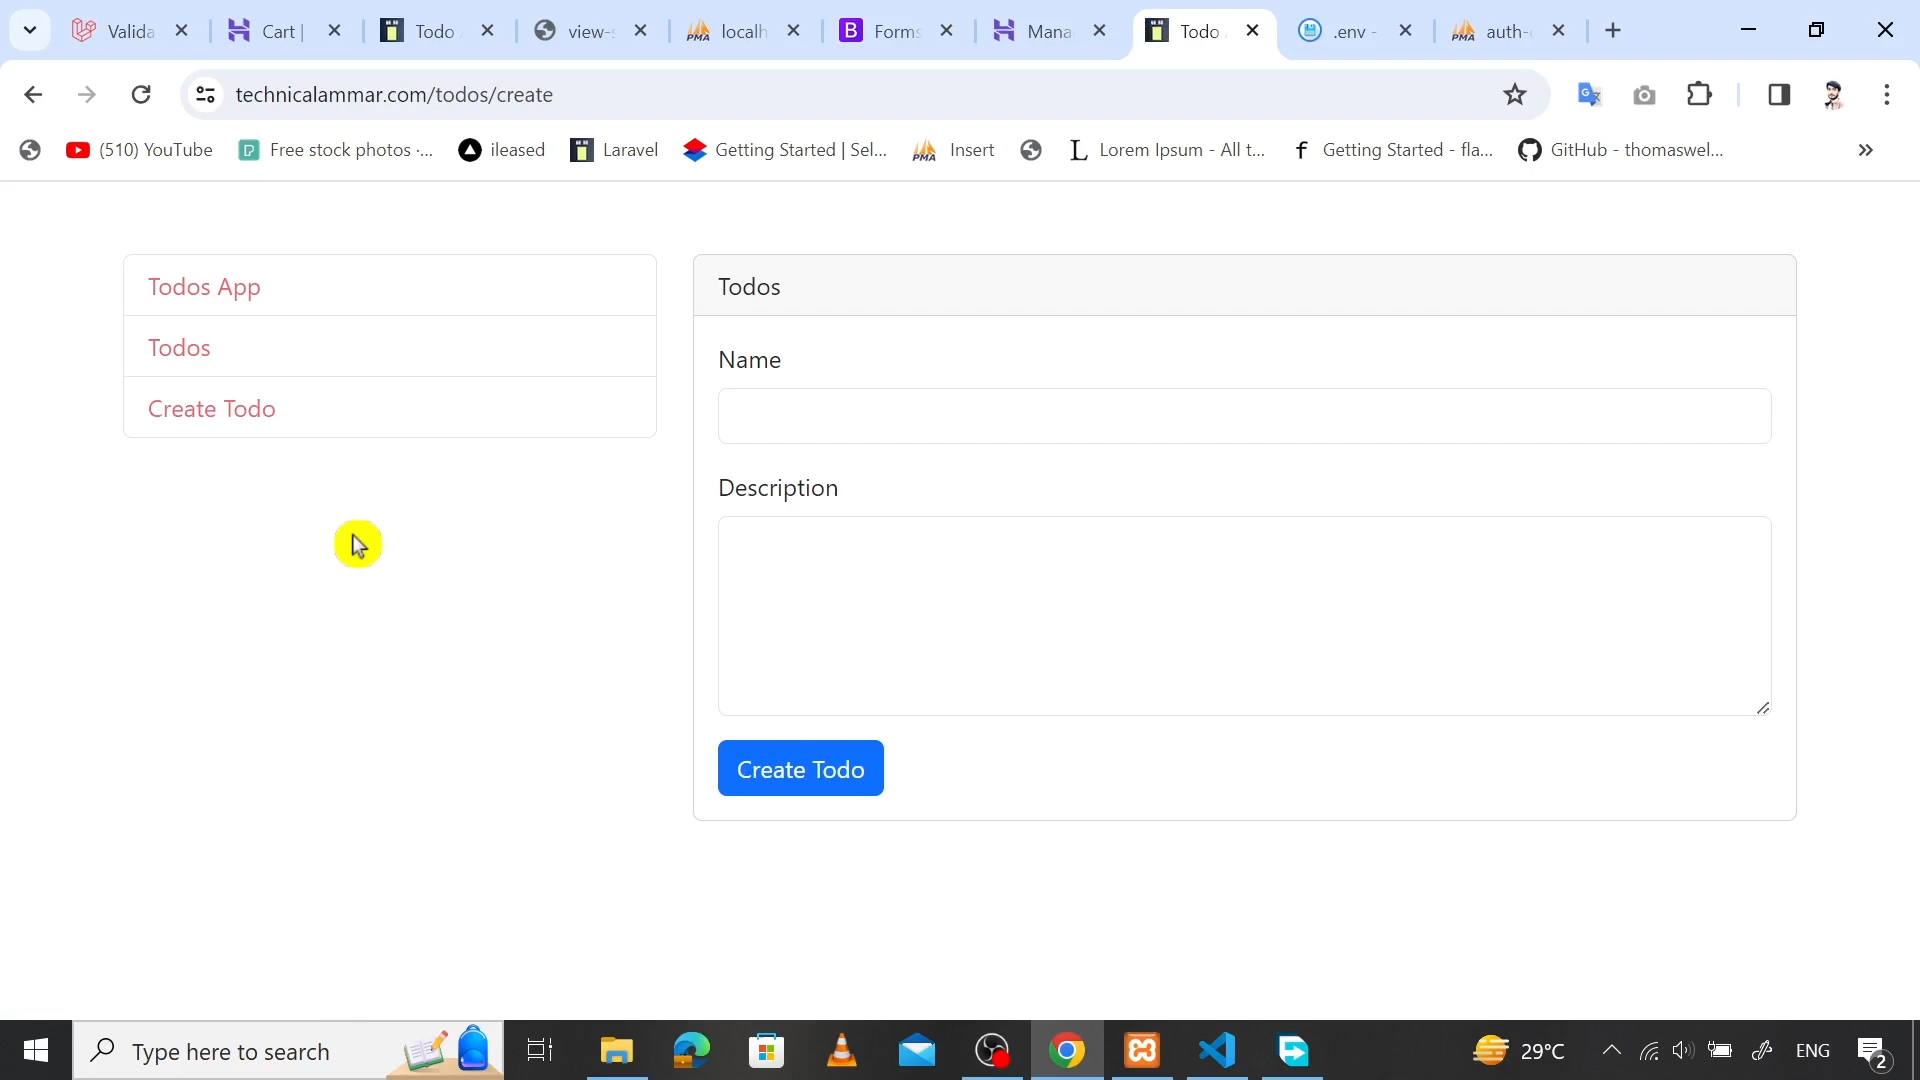 Valida
Cart |
Todo
view-s
localh
Forms
Mana
Todo
.env -
auth-
technicalammar.com/todos/create
(510) YouTube
Free stock photos ·...
ileased
Laravel
Getting Started | Sel...
Insert
Lorem Ipsum - All t...
Getting Started - fla...
GitHub - thomaswel...
Todos App
Todos
Create Todo
Todos
Name
Description
Create Todo
Type here to search
29°C
ENG
2